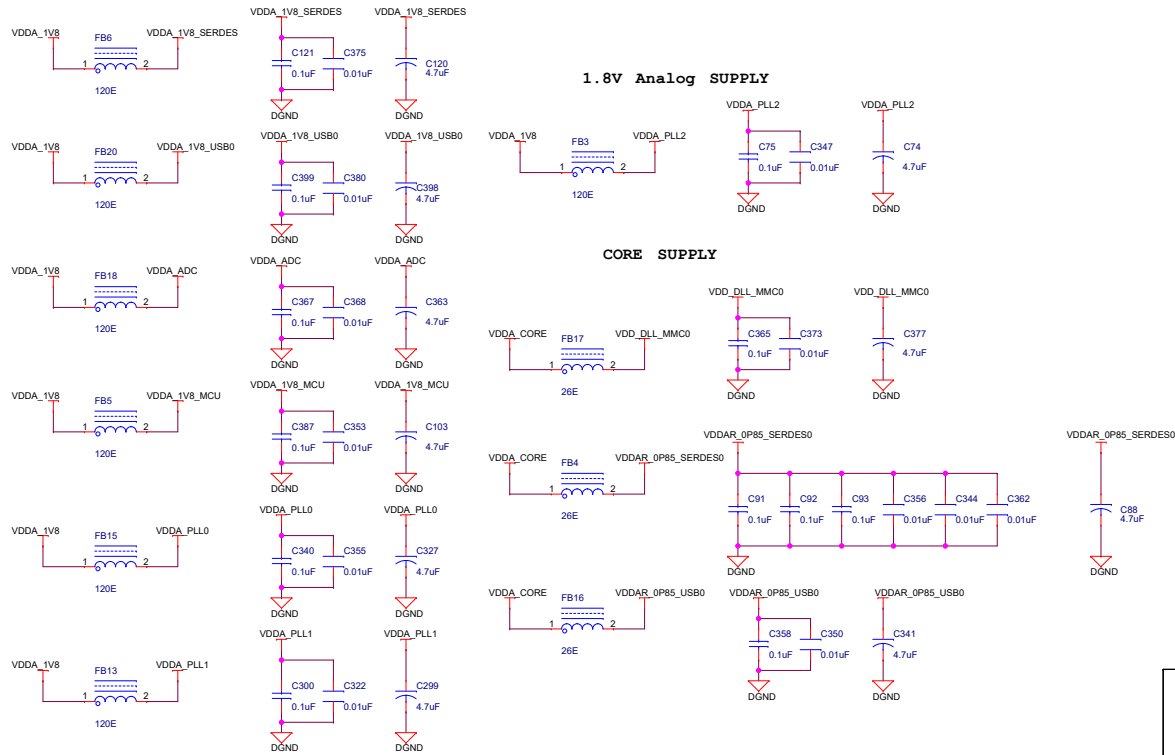 VDDA_1V8
FB6
VDDA_1V8_SERDES
1 2
120E
VDDA_1V8_SERDES
C121
0.1uF
C375
0.01uF
DGND
VDDA_1V8_SERDES
C120
4.7uF
DGND
VDDA_1V8
FB20
VDDA_1V8_USB0
1 2
120E
VDDA_1V8_USB0
C399
0.1uF
C380
0.01uF
DGND
VDDA_1V8_USB0
C398
4.7uF
DGND
VDDA_1V8
FB18
VDDA_ADC
1 2
120E
VDDA_ADC
C367
0.1uF
C368
0.01uF
DGND
VDDA_ADC
C363
4.7uF
DGND
VDDA_1V8
FB5
VDDA_1V8_MCU
1 2
120E
VDDA_1V8_MCU
C387
0.1uF
C353
0.01uF
DGND
VDDA_1V8_MCU
C103
4.7uF
DGND
VDDA_1V8
FB15
VDDA_PLL0
1 2
120E
VDDA_PLL0
C340
0.1uF
C355
0.01uF
DGND
VDDA_PLL0
C327
4.7uF
DGND
VDDA_1V8
FB13
VDDA_PLL1
1 2
120E
VDDA_PLL1
C300
0.1uF
C322
0.01uF
DGND
VDDA_PLL1
C299
4.7uF
DGND
1.8V Analog SUPPLY
VDDA_1V8
FB3
VDDA_PLL2
1 2
120E
VDDA_PLL2
C75
0.1uF
C347
0.01uF
DGND
VDDA_PLL2
C74
4.7uF
DGND
CORE SUPPLY
VDDA_CORE
FB17
VDD_DLL_MMC0
1 2
26E
VDD_DLL_MMC0
C365
0.1uF
C373
0.01uF
DGND
VDD_DLL_MMC0
C377
4.7uF
DGND
VDDA_CORE
FB4
VDDAR_0P85_SERDES0
1 2
26E
VDDAR_0P85_SERDES0
C91
0.1uF
C92
0.1uF
C93
0.1uF
C356
0.01uF
C344
0.01uF
C362
0.01uF
DGND
VDDAR_0P85_SERDES0
C88
4.7uF
DGND
VDDA_CORE
FB16
VDDAR_0P85_USB0
1 2
26E
VDDAR_0P85_USB0
C358
0.1uF
C350
0.01uF
DGND
VDDAR_0P85_USB0
C341
4.7uF
DGND